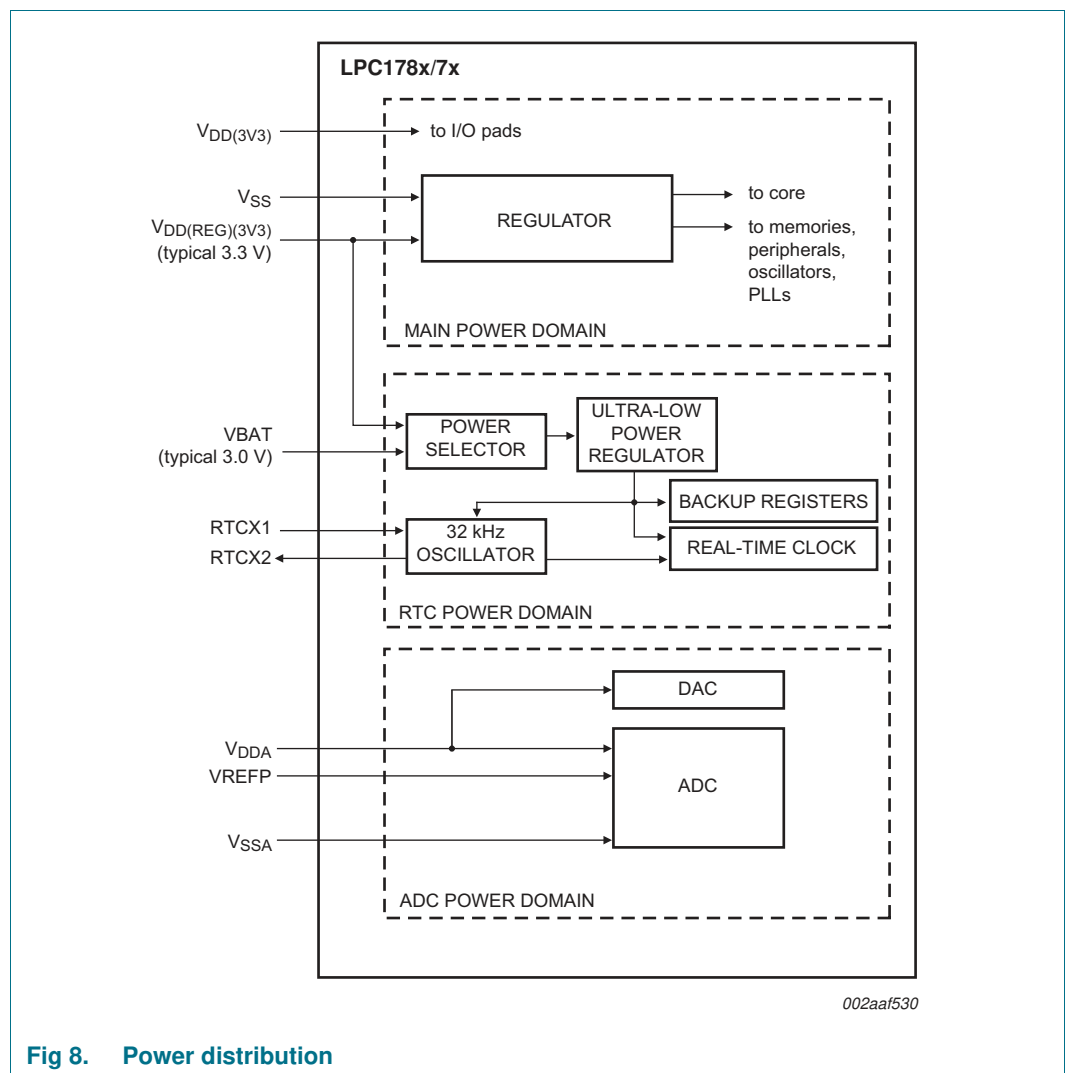 LPC178x/7x
VDD(3V3)
to I/O pads
VSS
VDD(REG)(3V3)
(typical 3.3 V)
REGULATOR
to core
to memories,
peripherals,
oscillators,
PLLs
MAIN POWER DOMAIN
VBAT
(typical 3.0 V)
POWER
SELECTOR
ULTRA-LOW
POWER
REGULATOR
BACKUP REGISTERS
RTCX1
RTCX2
32 kHz
OSCILLATOR
REAL-TIME CLOCK
RTC POWER DOMAIN
DAC
VDDA
VREFP
ADC
VSSA
ADC POWER DOMAIN
002aaf530
Fig 8. Power distribution